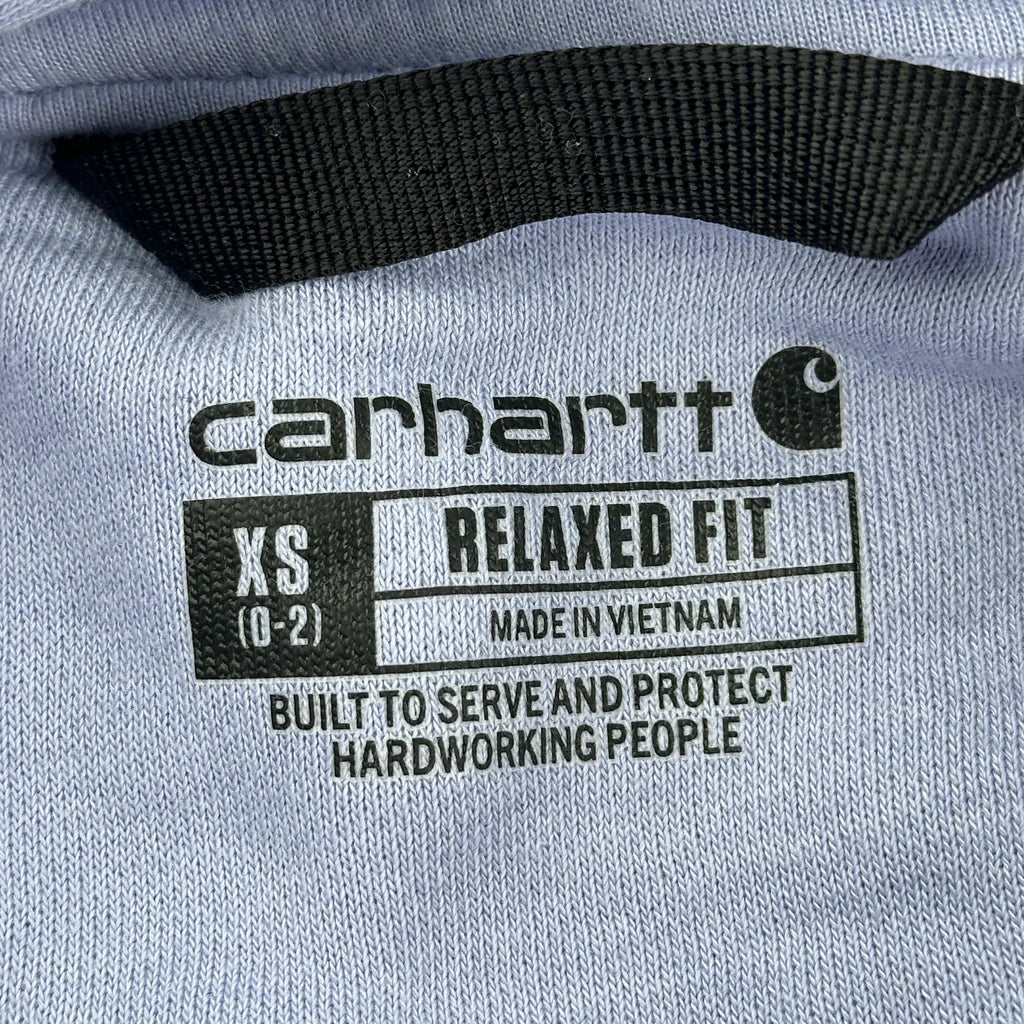 carhartt
XS
(0-2)
RELAXED FIT
MADE IN VIETNAM
BUILT TO SERVE AND PROTECT
HARDWORKING PEOPLE